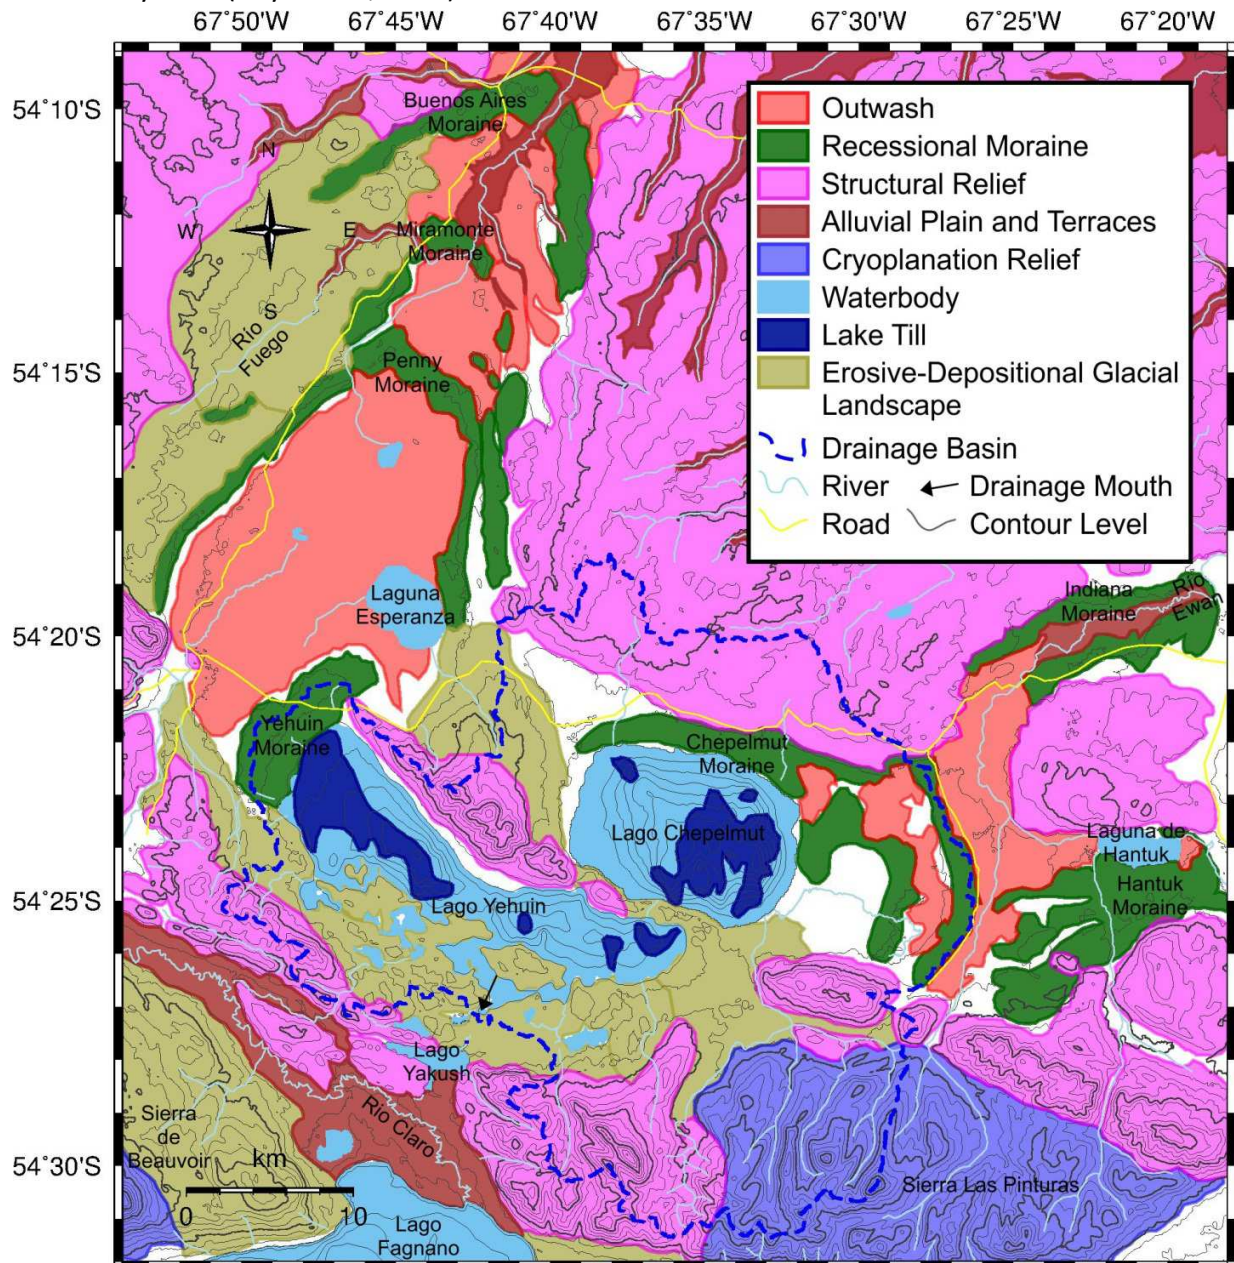 67°50'W 67°45'W 67°40'W 67°35'W 67°30'W 67°25'W 67°20'W
54°10'S
54°15'S
54°20'S
54°25'S
54°30'S
Outwash
Recessional Moraine
Structural Relief
Alluvial Plain and Terraces
Cryoplanation Relief
Waterbody
Lake Till
Erosive-Depositional Glacial
Landscape
Drainage Basin
River
Drainage Mouth
Road
Contour Level
Buenos Aires
Moraine
N
W
E
S
Miramonte
Moraine
Río
Fuego
Penny
Moraine
Laguna
Esperanza
Indiana
Moraine
Río
Ewan
Yehuin
Moraine
Chepelmut
Moraine
Lago Chepelmut
Laguna de
Hantuk
Hantuk
Moraine
Lago Yehuin
Lago
Yakush
Río Claro
Sierra
de
Beauvoir
km
0 10
Sierra Las Pinturas
Lago
Fagnano